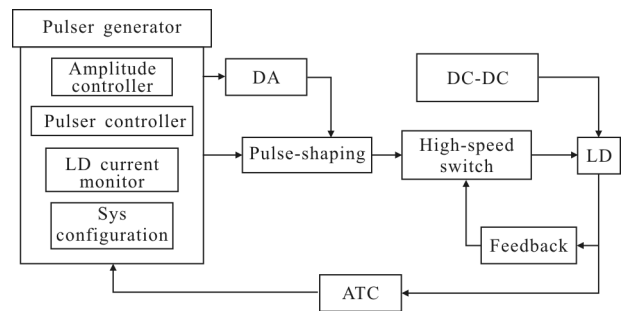 Pulser generator
Amplitude
controller
Pulser controller
LD current
monitor
Sys
configuration
DA
DC-DC
Pulse-shaping
High-speed
switch
LD
Feedback
ATC